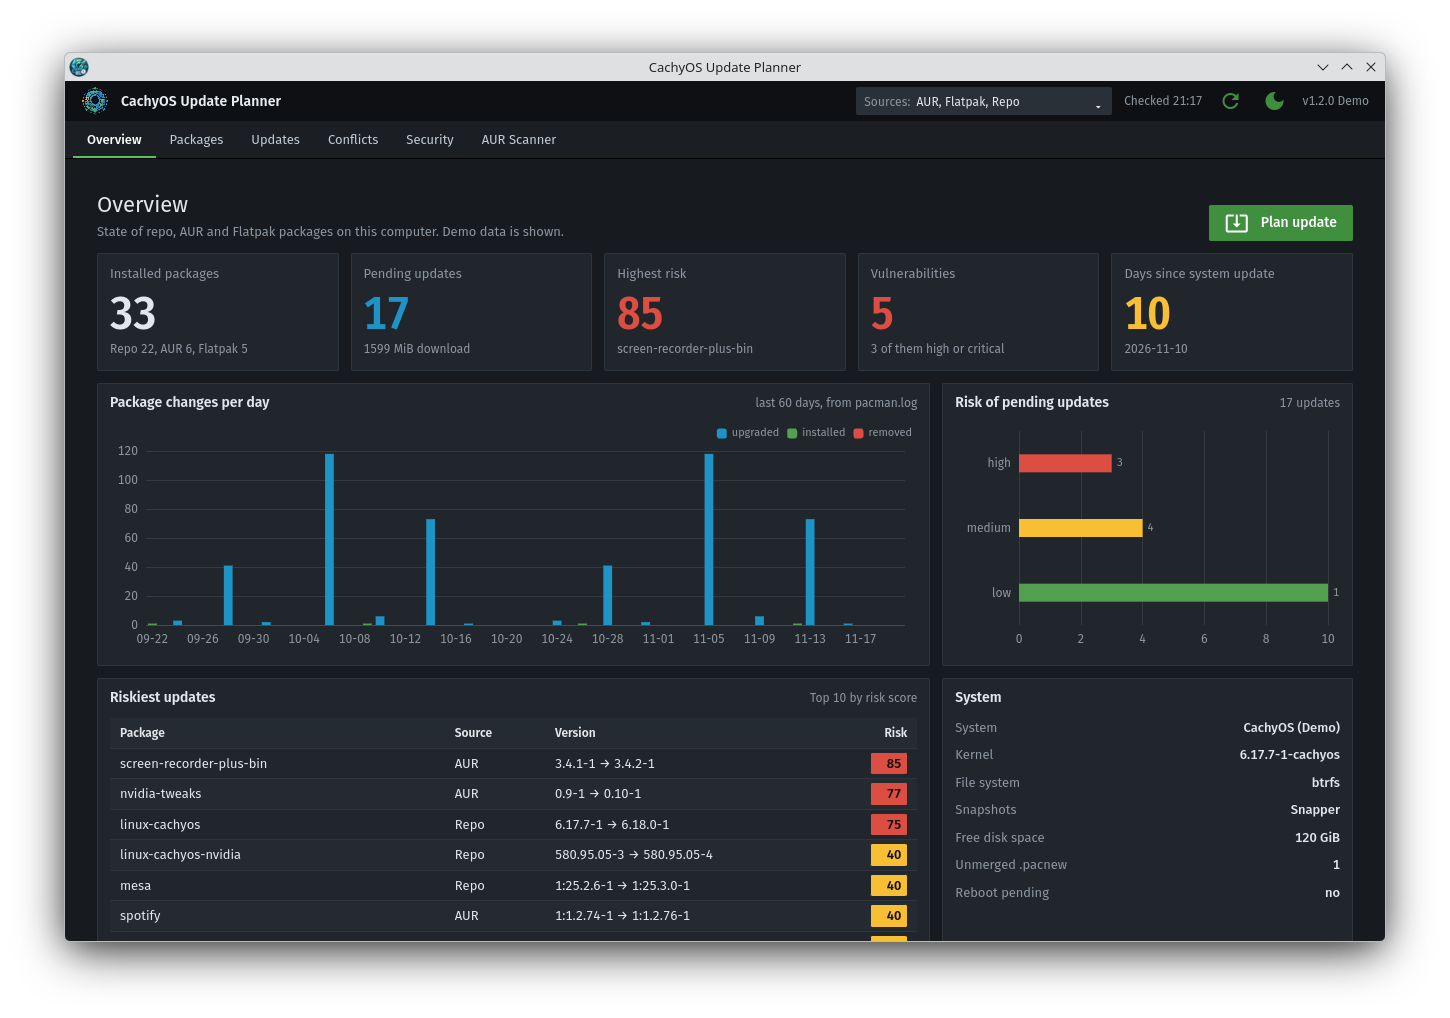 CachyOS Update Planner
CachyOS Update Planner
Sources: AUR, Flatpak, Repo
Checked 21:17
v1.2.0 Demo
Overview Packages Updates Conflicts Security AUR Scanner
Overview
State of repo, AUR and Flatpak packages on this computer. Demo data is shown.
Plan update
Installed packages
33
Repo 22, AUR 6, Flatpak 5
Pending updates
17
1599 MiB download
Highest risk
85
screen-recorder-plus-bin
Vulnerabilities
5
3 of them high or critical
Days since system update
10
2026-11-10
Package changes per day
last 60 days, from pacman.log
upgraded installed removed
120
100
80
60
40
20
0
09-22 09-26 09-30 10-04 10-08 10-12 10-16 10-20 10-24 10-28 11-01 11-05 11-09 11-13 11-17
Risk of pending updates
17 updates
high 3
medium 4
low 1
0 2 4 6 8 10
Riskiest updates
Top 10 by risk score
Package Source Version Risk
screen-recorder-plus-bin AUR 3.4.1-1 → 3.4.2-1 85
nvidia-tweaks AUR 0.9-1 → 0.10-1 77
linux-cachyos Repo 6.17.7-1 → 6.18.0-1 75
linux-cachyos-nvidia Repo 580.95.05-3 → 580.95.05-4 40
mesa Repo 1:25.2.6-1 → 1:25.3.0-1 40
spotify AUR 1:1.2.74-1 → 1:1.2.76-1 40
System
System CachyOS (Demo)
Kernel 6.17.7-1-cachyos
File system btrfs
Snapshots Snapper
Free disk space 120 GiB
Unmerged .pacnew 1
Reboot pending no